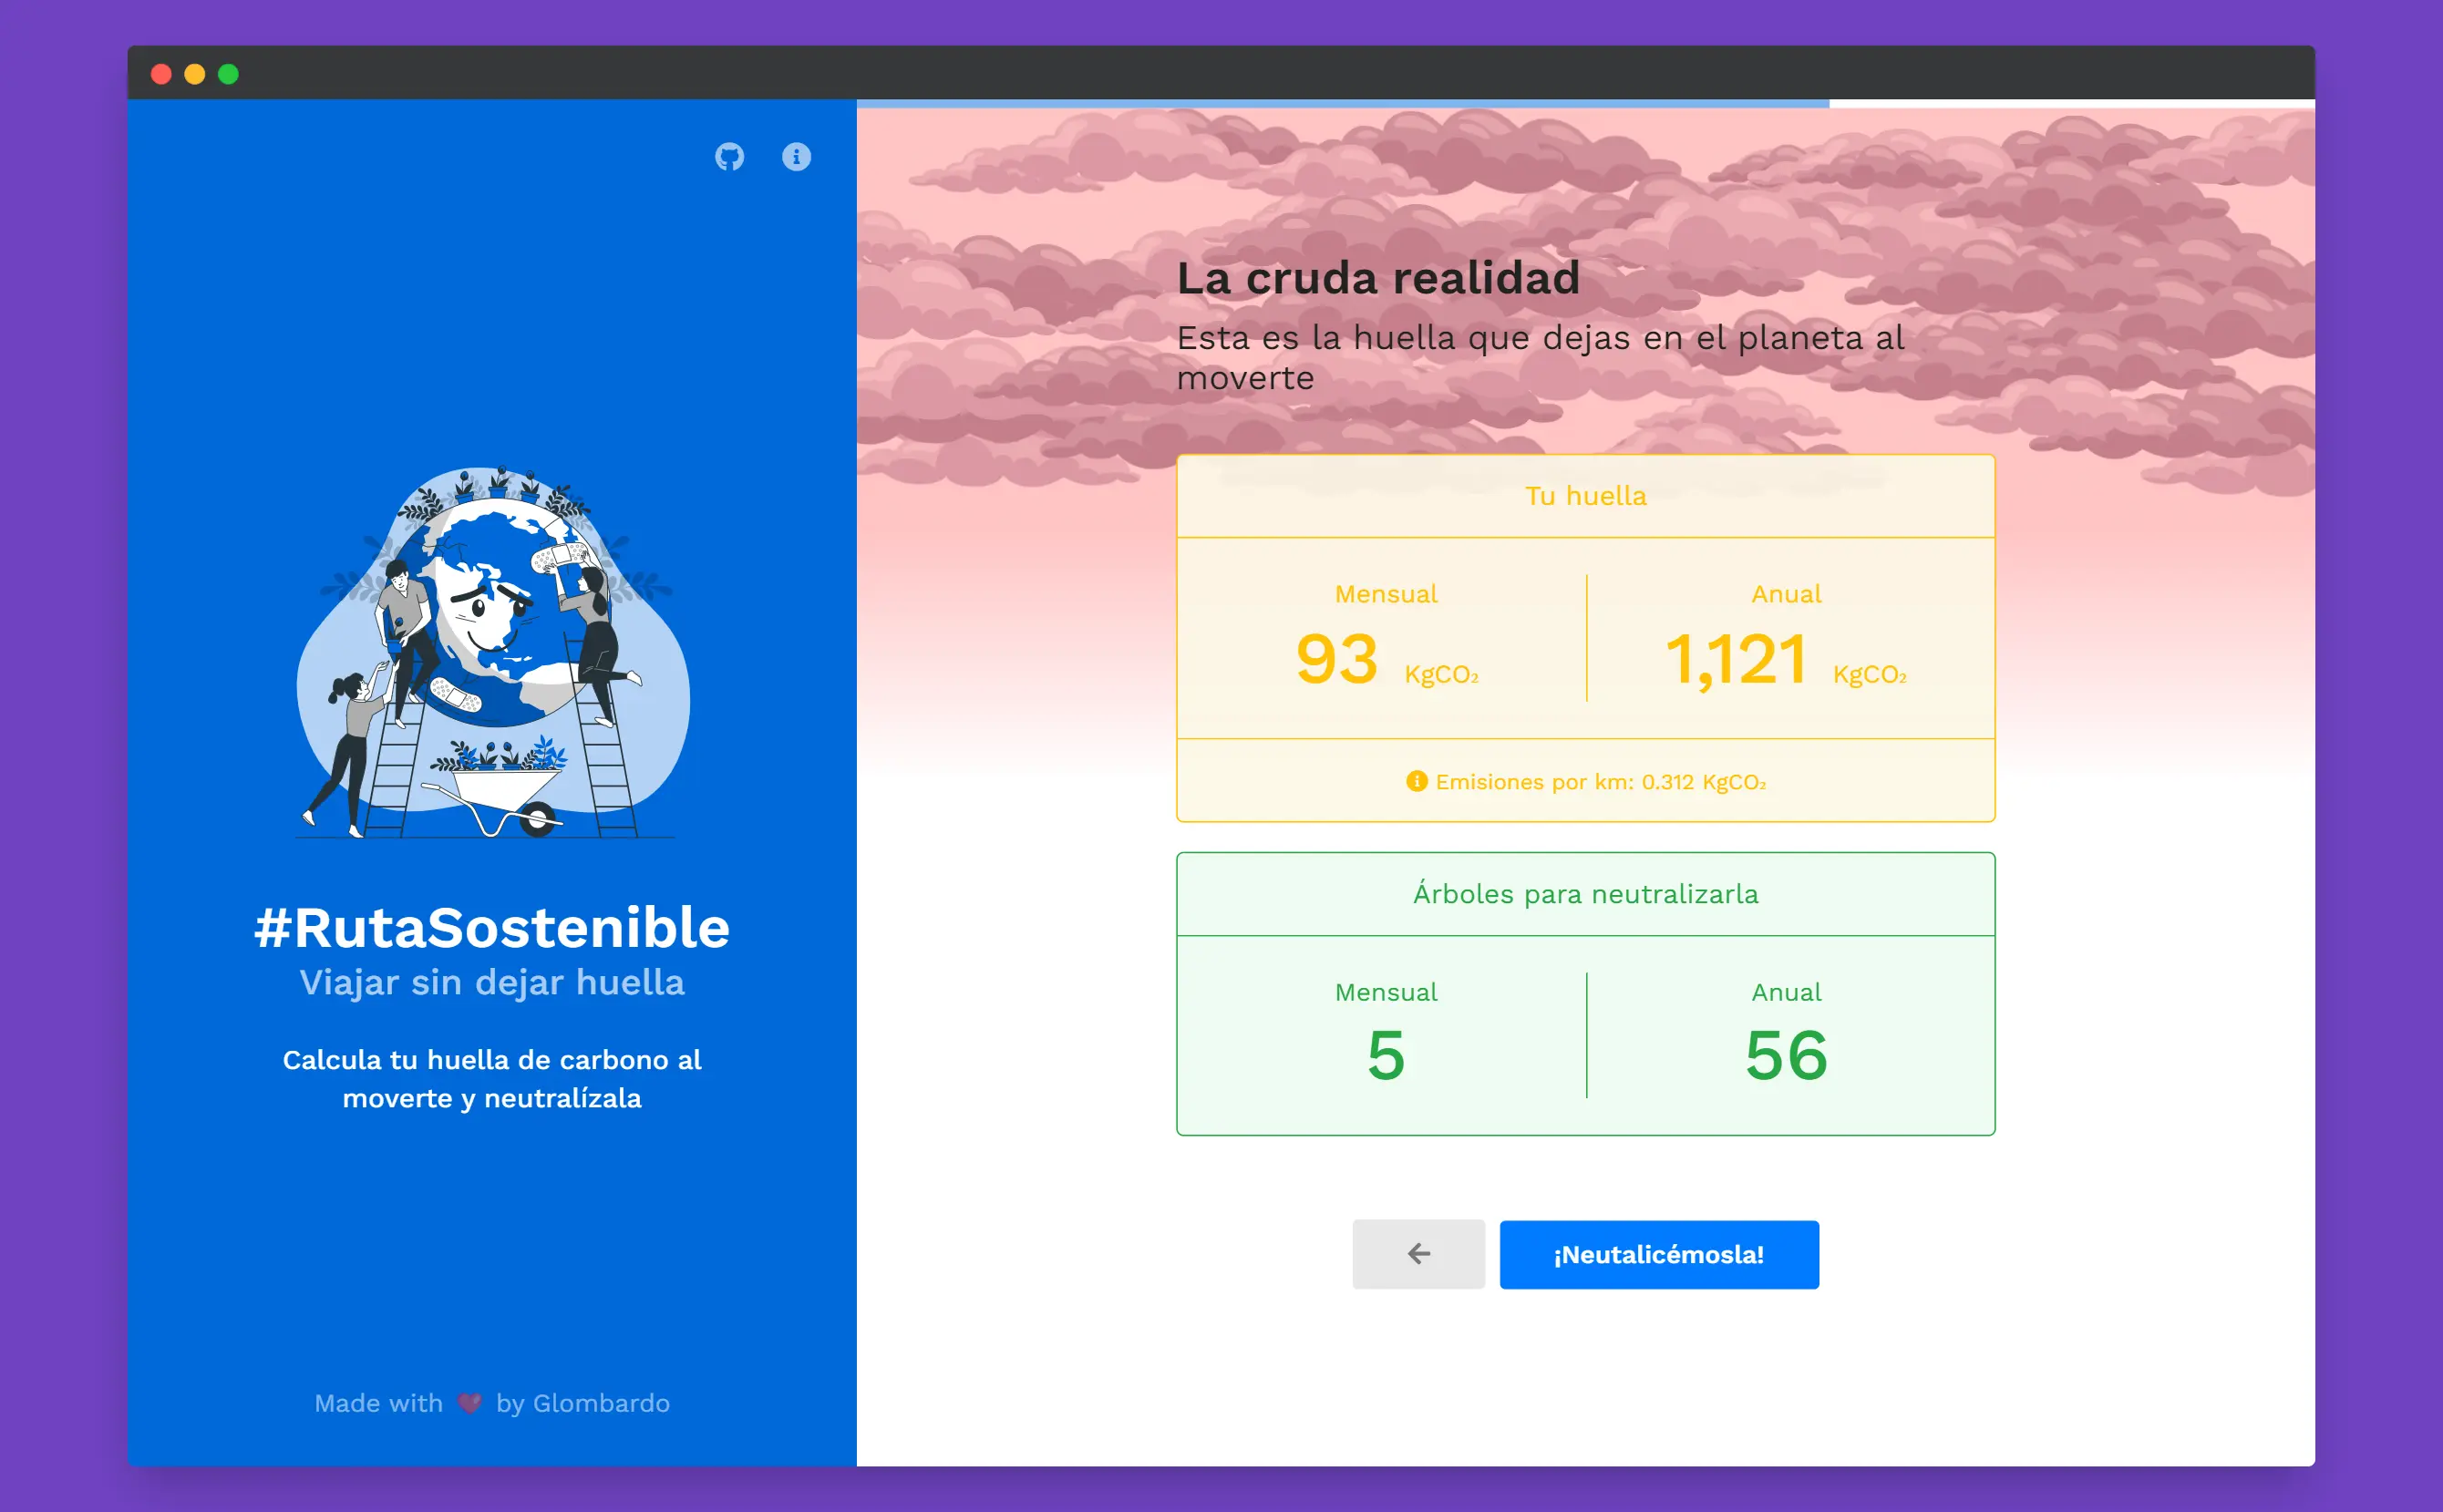 #RutaSostenible
Viajar sin dejar huella
Calcula tu huella de carbono al
moverte y neutralízala
Made with ❤ by Glombardo
La cruda realidad
Esta es la huella que dejas en el planeta al
moverte
Tu huella
Mensual
93 KgCO₂
Anual
1,121 KgCO₂
Emisiones por km: 0.312 KgCO₂
Árboles para neutralizarla
Mensual
5
Anual
56
¡Neutalicémosla!